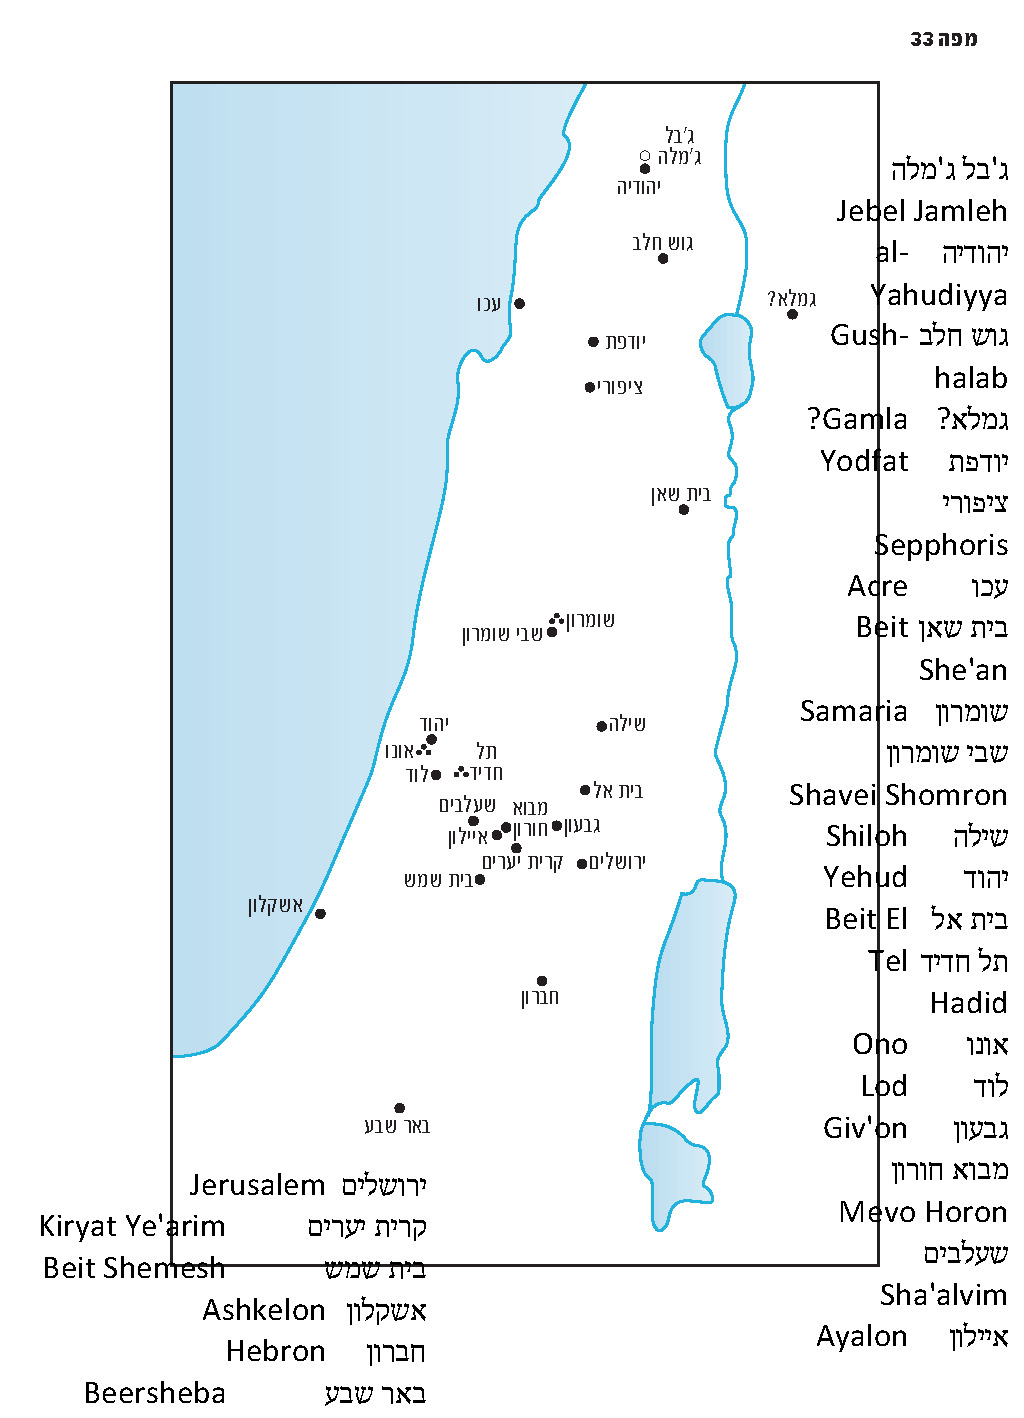 מפה 33
ג'בל
ג'מלה
יהודיה
גוש חלב
גמלא?
עכו
יודפת
ציפורי
בית שאן
שומרון
שבי שומרון
שילה
יהוד
אונו
תל
חדיד
לוד
בית אל
שעלבים
מבוא
חורון
גבעון
איילון
קרית יערים
ירושלים
בית שמש
אשקלון
חברון
באר שבע
ג'בל ג'מלה
Jebel Jamleh
יהודיה al-
Yahudiyya
גוש חלב Gush-
halab
גמלא? Gamla?
יודפת Yodfat
ציפורי
Sepphoris
עכו Acre
בית שאן Beit
She'an
שומרון Samaria
שבי שומרון
Shavei Shomron
שילה Shiloh
יהוד Yehud
בית אל Beit El
תל חדיד Tel
Hadid
אונו Ono
לוד Lod
גבעון Giv'on
מבוא חורון
Mevo Horon
שעלבים
Sha'alvim
איילון Ayalon
ירושלים Jerusalem
קרית יערים Kiryat Ye'arim
בית שמש Beit Shemesh
אשקלון Ashkelon
חברון Hebron
באר שבע Beersheba